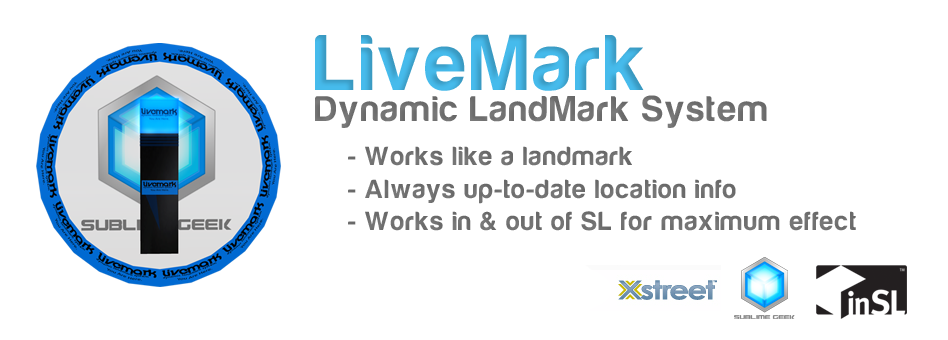 LiveMark
Dynamic LandMark System
- Works like a landmark
- Always up-to-date location info
- Works in & out of SL for maximum effect
livemark
livemark
SUBLIME GEEK
livemark livemark livemark livemark livemark livemark livemark livemark
Xstreet
SUBLIME GEEK
inSL™